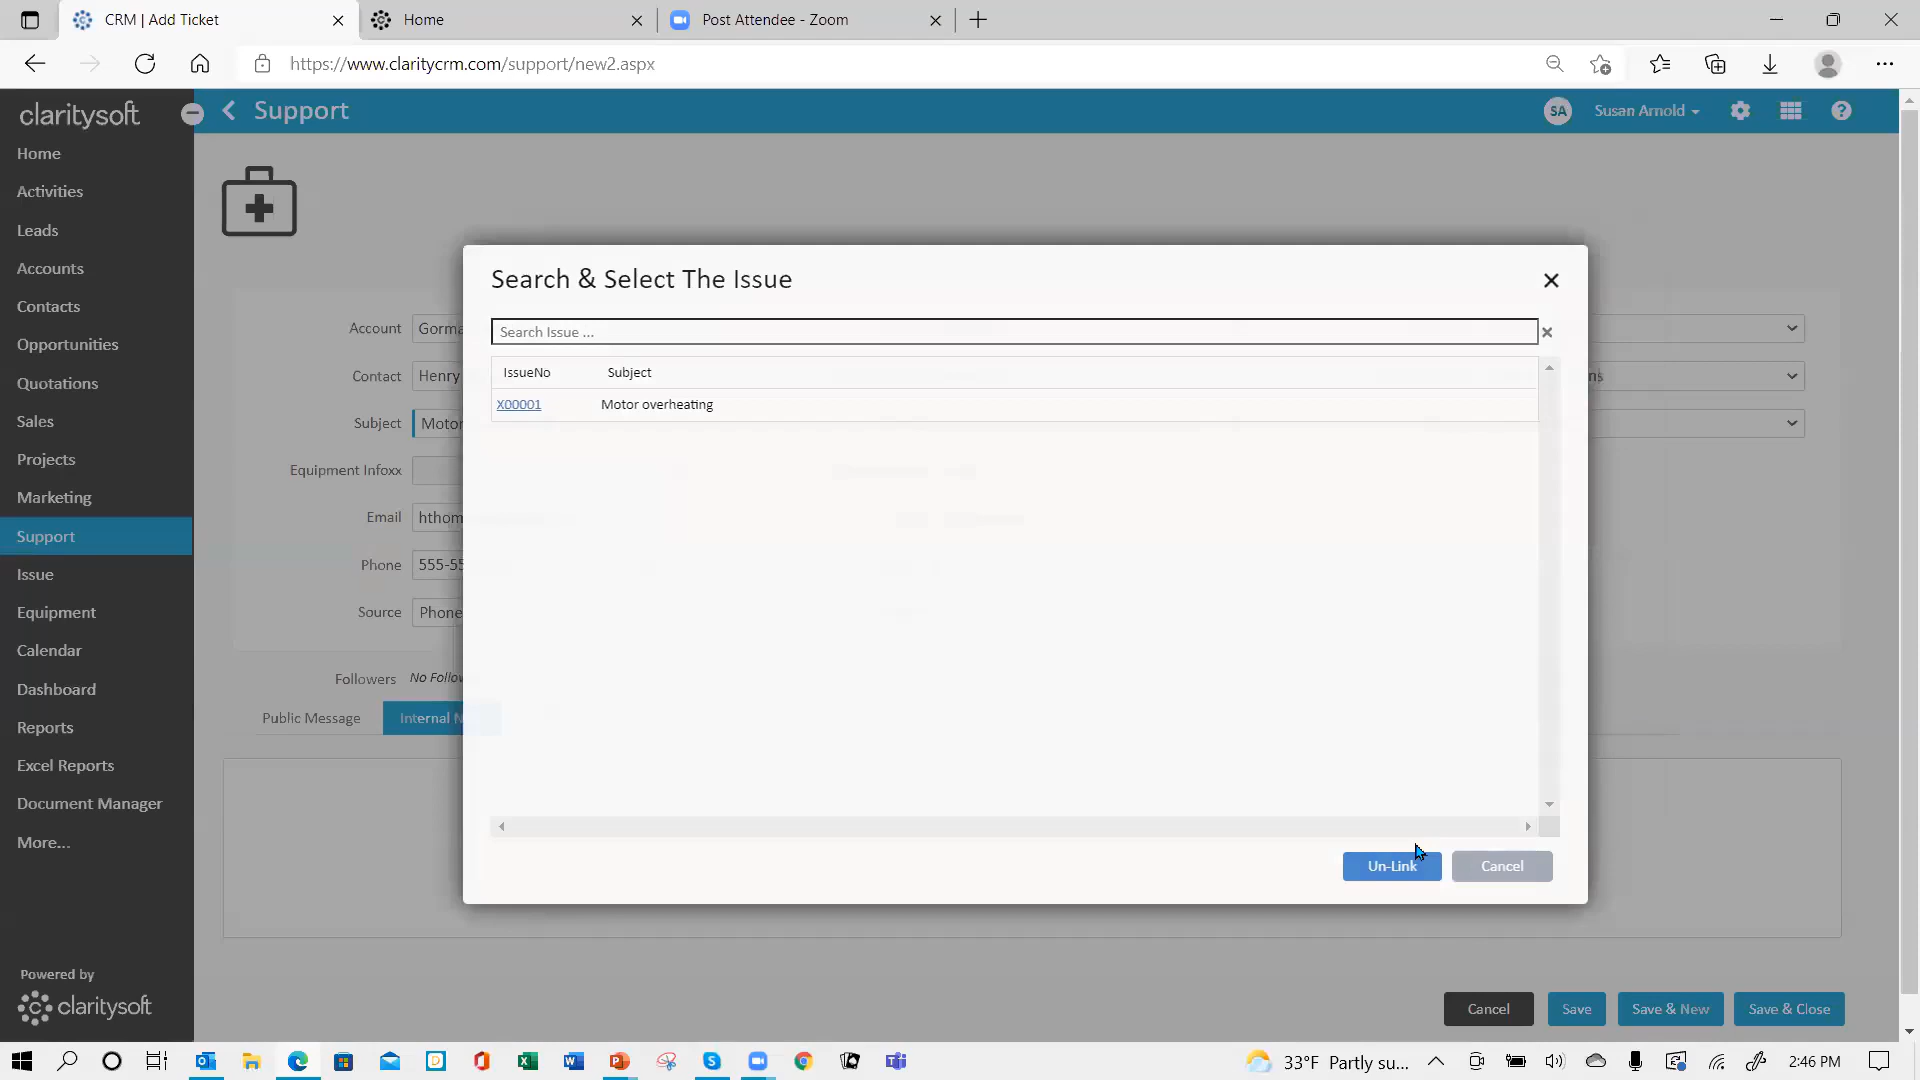 CRM | Add Ticket
Home
Post Attendee - Zoom
https://www.claritycrm.com/support/new2.aspx
claritysoft
Support
SA
Susan Arnold
Home
Activities
Leads
Accounts
Contacts
Opportunities
Quotations
Sales
Projects
Marketing
Support
Issue
Equipment
Calendar
Dashboard
Reports
Excel Reports
Document Manager
More...
Powered by
claritysoft
Account
Gorma
Contact
Henry
Subject
Motor
Equipment Infoxx
Email
hthom
Phone
555-55
Source
Phone
Followers
No Follow
Public Message
Internal N
ns
Search & Select The Issue
Search Issue ...
IssueNo
Subject
X00001
Motor overheating
Un-Link
Cancel
Cancel
Save
Save & New
Save & Close
33°F Partly su...
2:46 PM